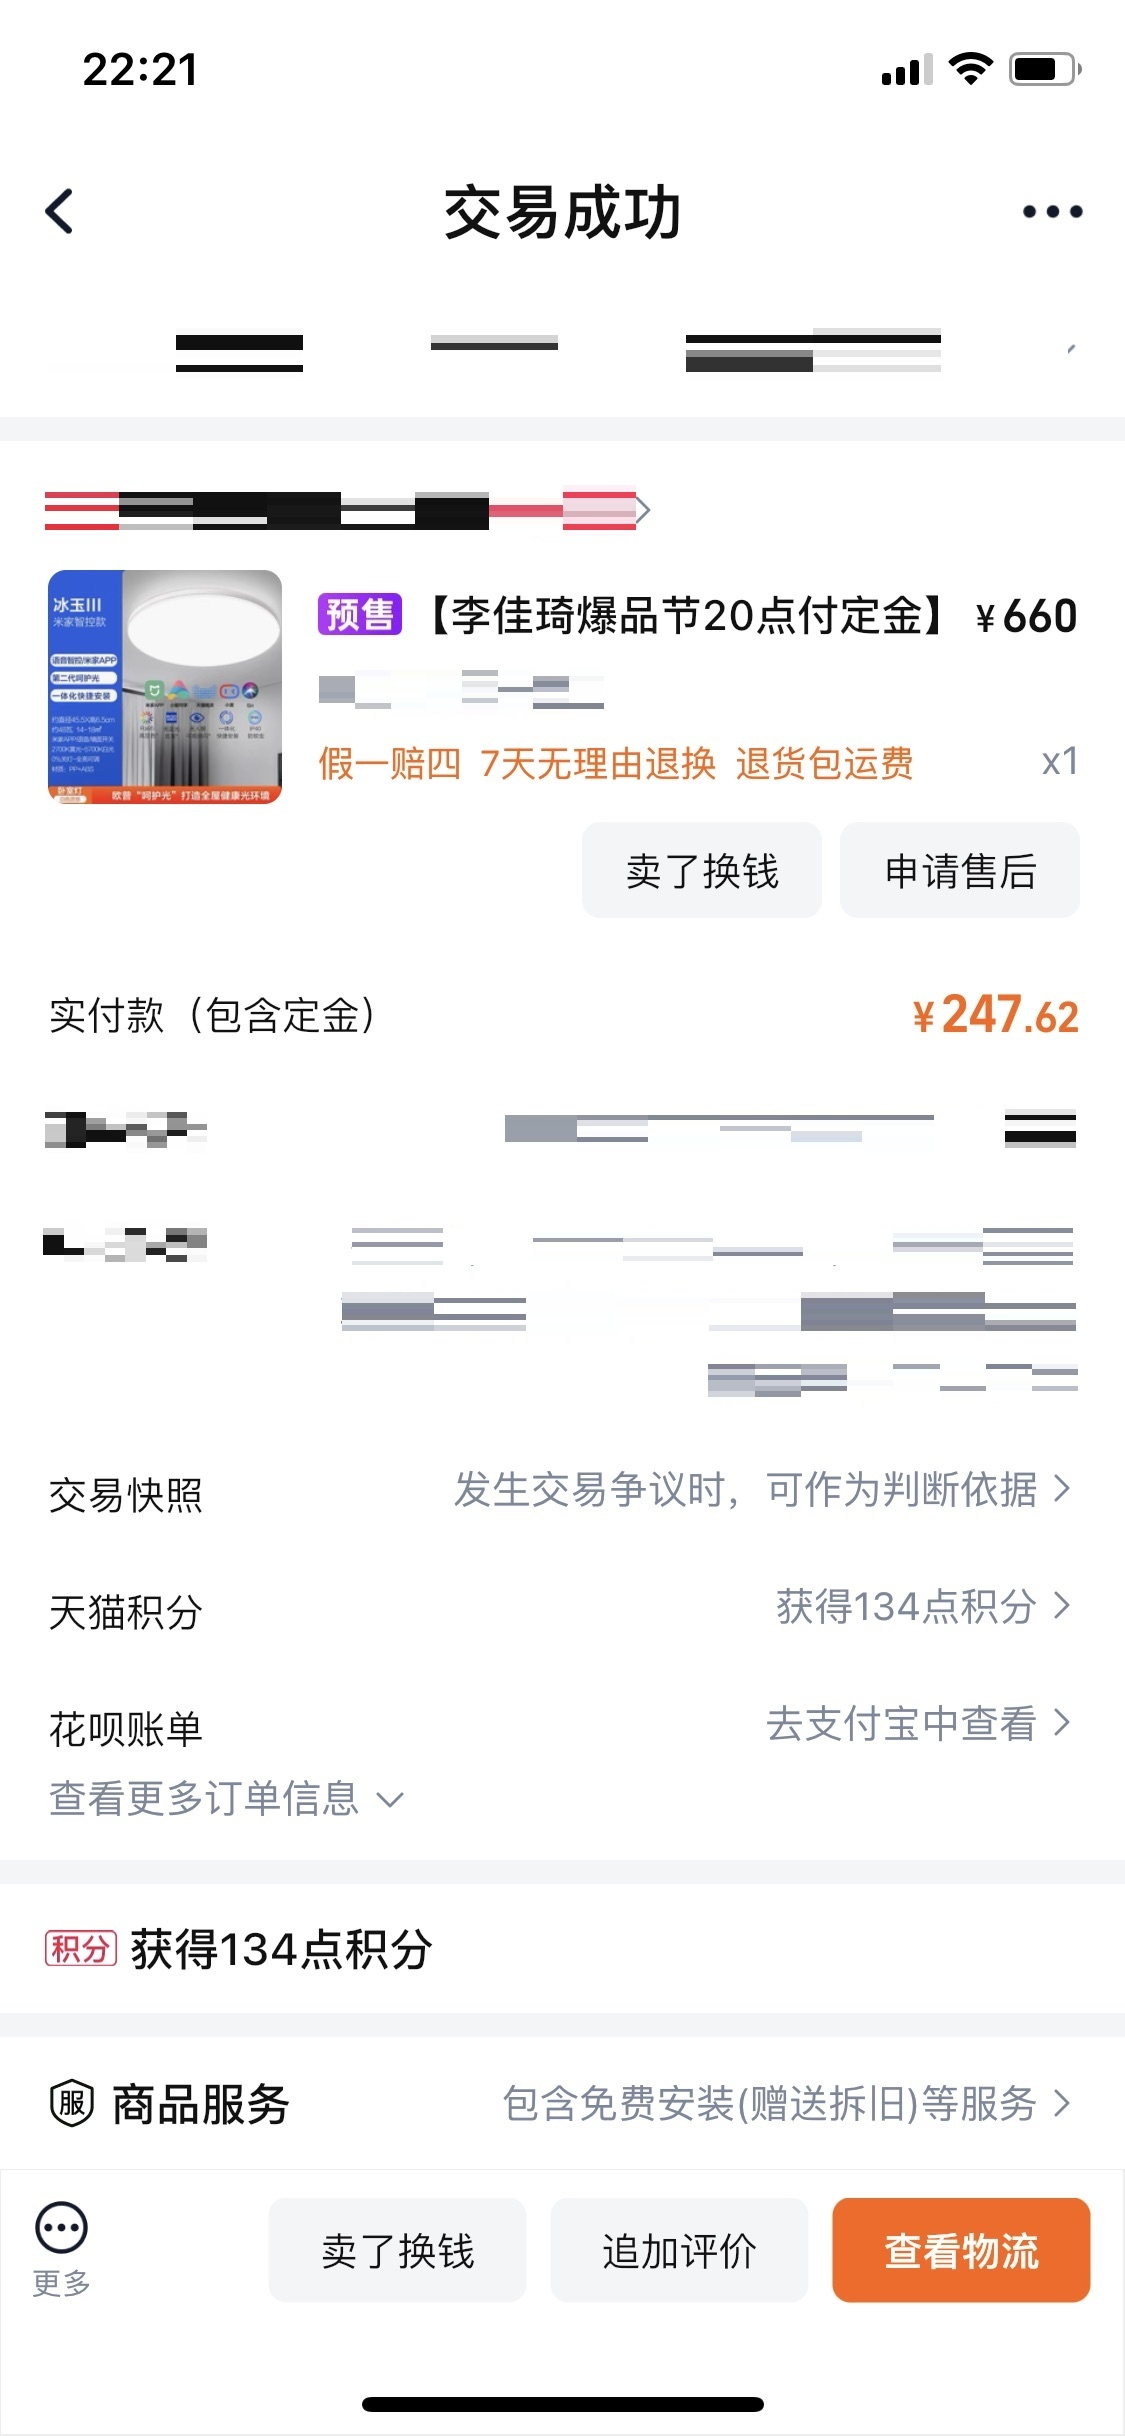 22:21
交易成功
预售【李佳琦爆品节20点付定金】 ¥660
冰玉III
米家智控款
语音智控/米家APP
第二代呵护光
一体化快捷安装
卧室灯
欧普“呵护光”打造全屋健康光环境
假一赔四 7天无理由退换 退货包运费 x1
卖了换钱 申请售后
实付款（包含定金） ¥247.62
交易快照 发生交易争议时，可作为判断依据
天猫积分 获得134点积分
花呗账单 去支付宝中查看
查看更多订单信息
积分 获得134点积分
服 商品服务 包含免费安装(赠送拆旧)等服务
更多 卖了换钱 追加评价 查看物流